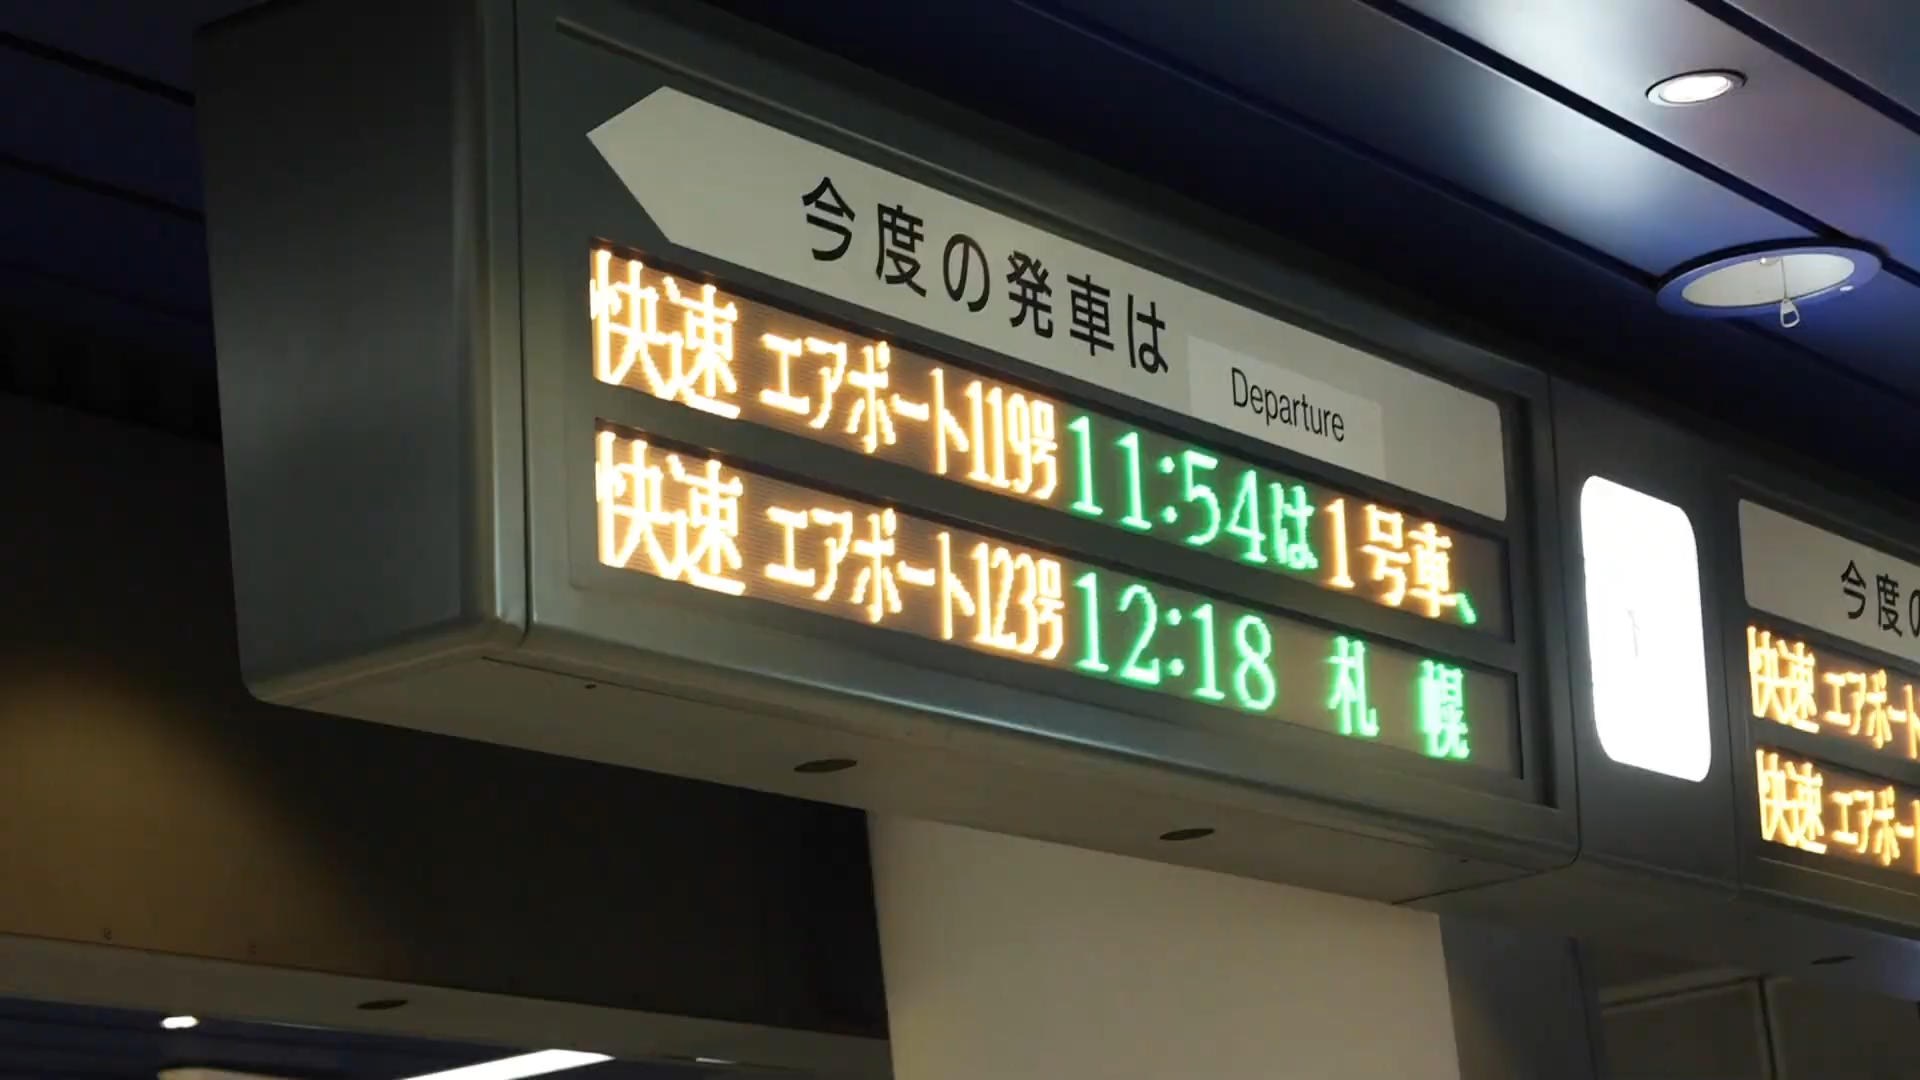 今度の発車は
Departure
快速 エアポート119号 11:54は1号車、
快速 エアポート123号 12:18 札 幌
今度の
快速 エアポート
快速 エアポート